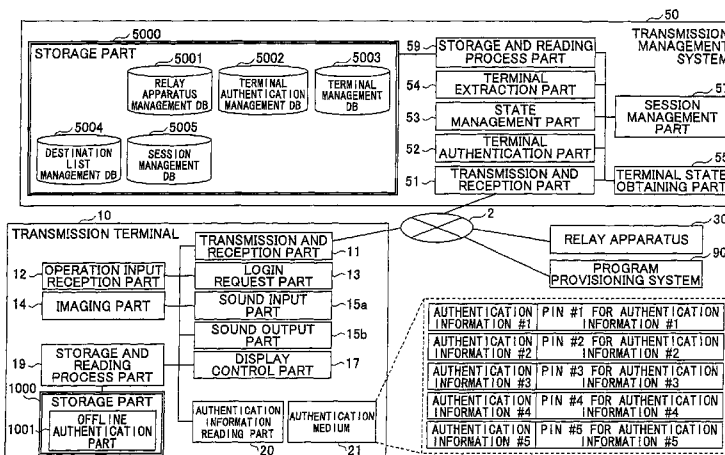 50
5000
STORAGE PART
5001
5002
5003
RELAY
APPARATUS
MANAGEMENT DB
TERMINAL
AUTHENTICATION
MANAGEMENT DB
TERMINAL
MANAGEMENT
DB
5004
5005
DESTINATION
LIST
MANAGEMENT
DB
SESSION
MANAGEMENT
DB
TRANSMISSION
MANAGEMENT
SYSTEM
59
STORAGE AND READING
PROCESS PART
54
TERMINAL
EXTRACTION PART
53
STATE
MANAGEMENT PART
52
TERMINAL
AUTHENTICATION PART
51
TRANSMISSION AND
RECEPTION PART
57
SESSION
MANAGEMENT
PART
55
TERMINAL STATE
OBTAINING PART
10
TRANSMISSION TERMINAL
TRANSMISSION AND
RECEPTION PART
11
12
OPERATION INPUT
RECEPTION PART
LOGIN
REQUEST PART
13
14
IMAGING PART
SOUND INPUT
PART
15a
SOUND OUTPUT
PART
15b
19
STORAGE AND
READING
PROCESS PART
DISPLAY
CONTROL PART
17
1000
STORAGE PART
1001
OFFLINE
AUTHENTICATION
PART
AUTHENTICATION
INFORMATION
READING PART
20
AUTHENTICATION
MEDIUM
21
2
30
RELAY APPARATUS
90
PROGRAM
PROVISIONING SYSTEM
AUTHENTICATION INFORMATION #1 PIN #1 FOR AUTHENTICATION INFORMATION #1
AUTHENTICATION INFORMATION #2 PIN #2 FOR AUTHENTICATION INFORMATION #2
AUTHENTICATION INFORMATION #3 PIN #3 FOR AUTHENTICATION INFORMATION #3
AUTHENTICATION INFORMATION #4 PIN #4 FOR AUTHENTICATION INFORMATION #4
AUTHENTICATION INFORMATION #5 PIN #5 FOR AUTHENTICATION INFORMATION #5